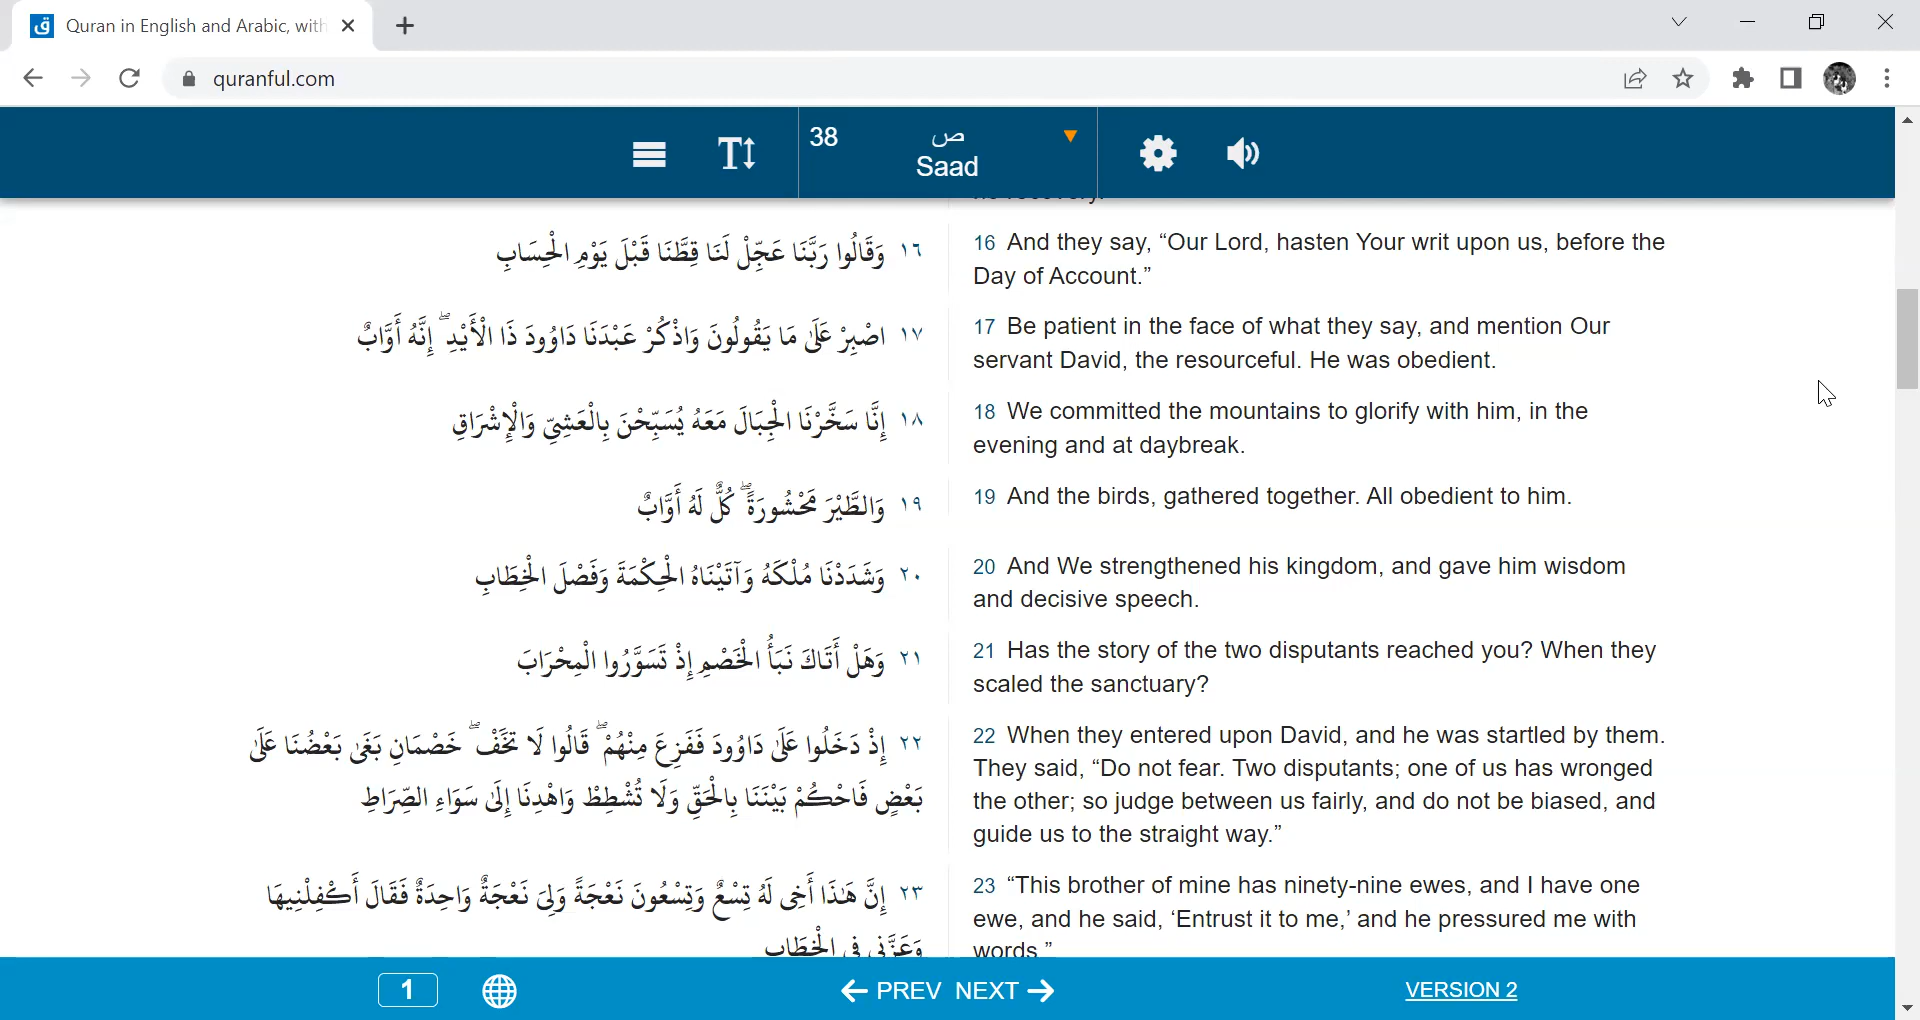 Quran in English and Arabic, with
quranful.com
38
ص
Saad
١٦ وَقَالُوا رَبَّنَا عَجِّلْ لَنَا قِطَّنَا قَبْلَ يَوْمِ الْحِسَابِ
16 And they say, “Our Lord, hasten Your writ upon us, before the
Day of Account.”
١٧ اصْبِرْ عَلَىٰ مَا يَقُولُونَ وَاذْكُرْ عَبْدَنَا دَاوُودَ ذَا الْأَيْدِ ۖ إِنَّهُ أَوَّابٌ
17 Be patient in the face of what they say, and mention Our
servant David, the resourceful. He was obedient.
١٨ إِنَّا سَخَّرْنَا الْجِبَالَ مَعَهُ يُسَبِّحْنَ بِالْعَشِيِّ وَالْإِشْرَاقِ
18 We committed the mountains to glorify with him, in the
evening and at daybreak.
١٩ وَالطَّيْرَ مَحْشُورَةً ۖ كُلٌّ لَهُ أَوَّابٌ
19 And the birds, gathered together. All obedient to him.
٢٠ وَشَدَدْنَا مُلْكَهُ وَآتَيْنَاهُ الْحِكْمَةَ وَفَصْلَ الْخِطَابِ
20 And We strengthened his kingdom, and gave him wisdom
and decisive speech.
٢١ وَهَلْ أَتَاكَ نَبَأُ الْخَصْمِ إِذْ تَسَوَّرُوا الْمِحْرَابَ
21 Has the story of the two disputants reached you? When they
scaled the sanctuary?
٢٢ إِذْ دَخَلُوا عَلَىٰ دَاوُودَ فَفَزِعَ مِنْهُمْ ۖ قَالُوا لَا تَخَفْ ۖ خَصْمَانِ بَغَىٰ بَعْضُنَا عَلَىٰ
بَعْضٍ فَاحْكُمْ بَيْنَنَا بِالْحَقِّ وَلَا تُشْطِطْ وَاهْدِنَا إِلَىٰ سَوَاءِ الصِّرَاطِ
22 When they entered upon David, and he was startled by them.
They said, “Do not fear. Two disputants; one of us has wronged
the other; so judge between us fairly, and do not be biased, and
guide us to the straight way.”
٢٣ إِنَّ هَٰذَا أَخِي لَهُ تِسْعٌ وَتِسْعُونَ نَعْجَةً وَلِيَ نَعْجَةٌ وَاحِدَةٌ فَقَالَ أَكْفِلْنِيهَا
وَعَزَّنِي فِي الْخِطَابِ
23 “This brother of mine has ninety-nine ewes, and I have one
ewe, and he said, ‘Entrust it to me,’ and he pressured me with
words.”
1
PREV NEXT
VERSION 2